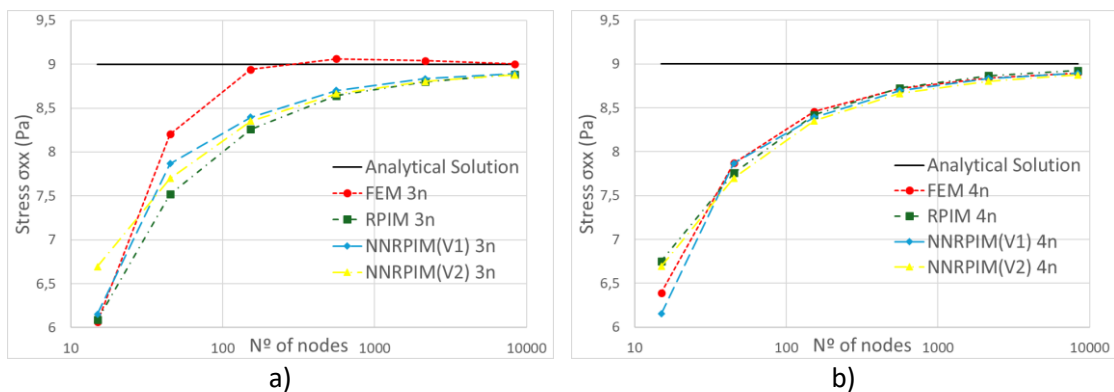 9,5
9
8,5
8
7,5
7
6,5
6
Stress σxx (Pa)
Analytical Solution
FEM 3n
RPIM 3n
NNRPIM(V1) 3n
NNRPIM(V2) 3n
10
100
1000
10000
Nº of nodes
a)
9,5
9
8,5
8
7,5
7
6,5
6
Stress σxx (Pa)
Analytical Solution
FEM 4n
RPIM 4n
NNRPIM(V1) 4n
NNRPIM(V2) 4n
10
100
1000
10000
Nº of nodes
b)